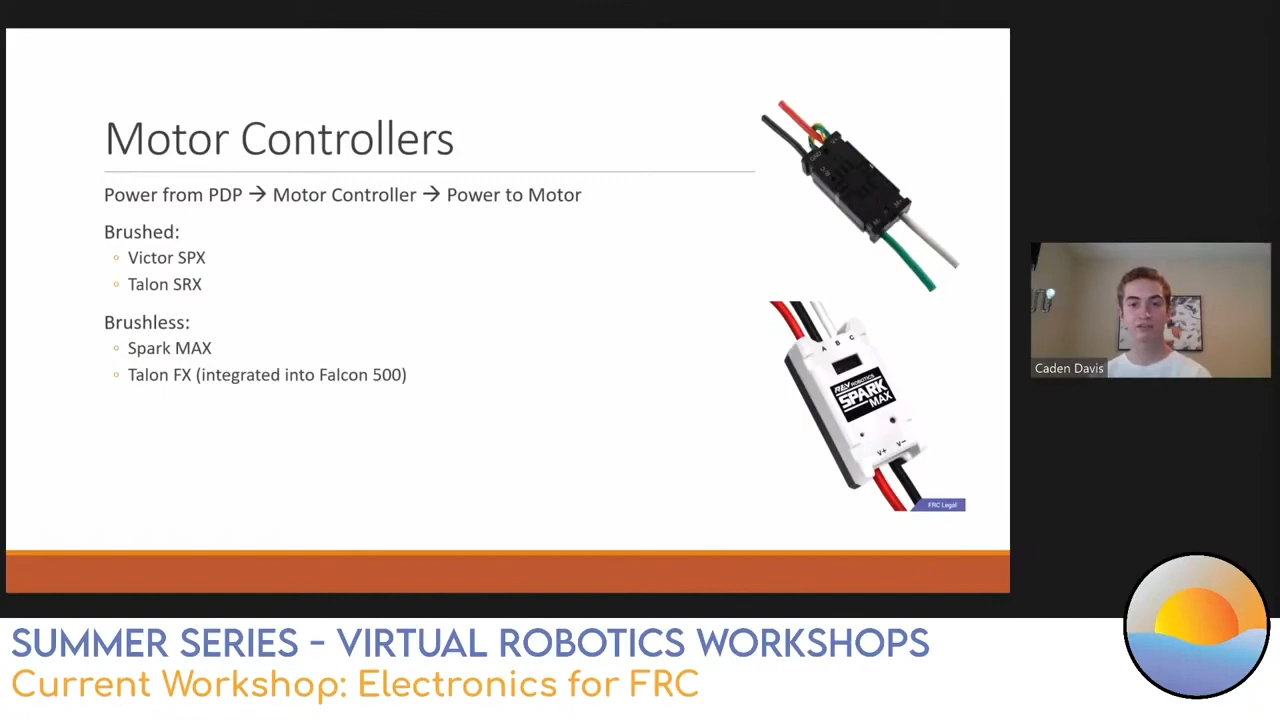 Motor Controllers
Power from PDP → Motor Controller → Power to Motor
Brushed:
Victor SPX
Talon SRX
Brushless:
Spark MAX
Talon FX (integrated into Falcon 500)
A B C
REV ROBOTICS
SPARK
MAX
V+ V-
FRC Legal
Caden Davis
SUMMER SERIES - VIRTUAL ROBOTICS WORKSHOPS
Current Workshop: Electronics for FRC